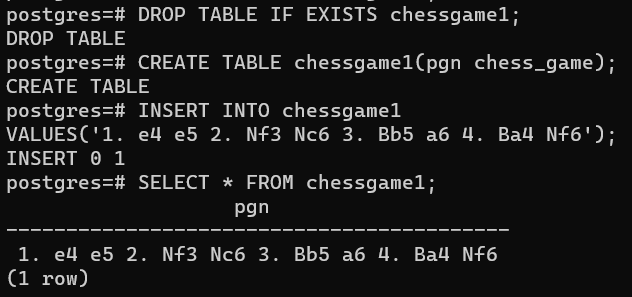 postgres=# DROP TABLE IF EXISTS chessgame1;
DROP TABLE
postgres=# CREATE TABLE chessgame1(pgn chess_game);
CREATE TABLE
postgres=# INSERT INTO chessgame1
VALUES('1. e4 e5 2. Nf3 Nc6 3. Bb5 a6 4. Ba4 Nf6');
INSERT 0 1
postgres=# SELECT * FROM chessgame1;
pgn
------------------------------------------
1. e4 e5 2. Nf3 Nc6 3. Bb5 a6 4. Ba4 Nf6
(1 row)